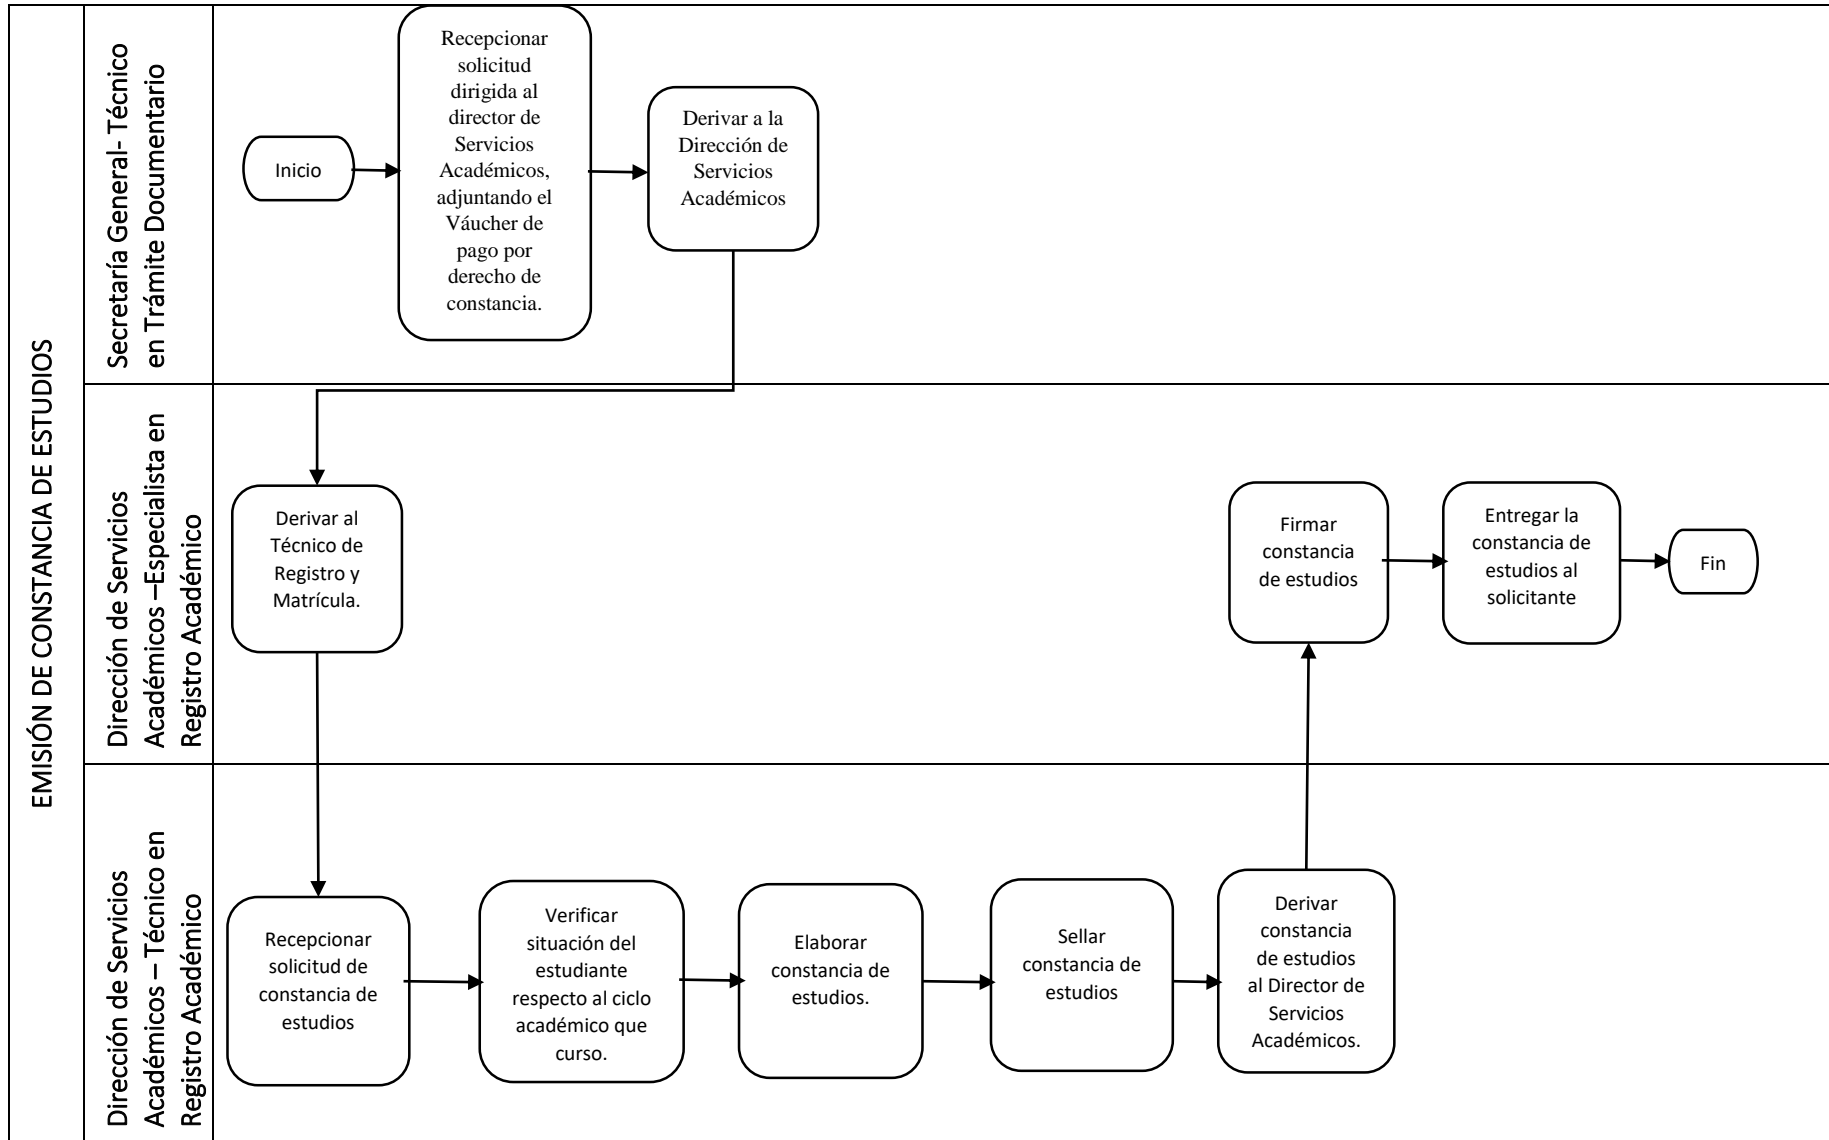 EMISIÓN DE CONSTANCIA DE ESTUDIOS
Secretaría General- Técnico
en Trámite Documentario
Inicio
Recepcionar
solicitud
dirigida al
director de
Servicios
Académicos,
adjuntando el
Váucher de
pago por
derecho de
constancia.
Derivar a la
Dirección de
Servicios
Académicos
Dirección de Servicios
Académicos –Especialista en
Registro Académico
Derivar al
Técnico de
Registro y
Matrícula.
Firmar
constancia
de estudios
Entregar la
constancia de
estudios al
solicitante
Fin
Dirección de Servicios
Académicos – Técnico en
Registro Académico
Recepcionar
solicitud de
constancia de
estudios
Verificar
situación del
estudiante
respecto al ciclo
académico que
curso.
Elaborar
constancia de
estudios.
Sellar
constancia de
estudios
Derivar
constancia
de estudios
al Director de
Servicios
Académicos.